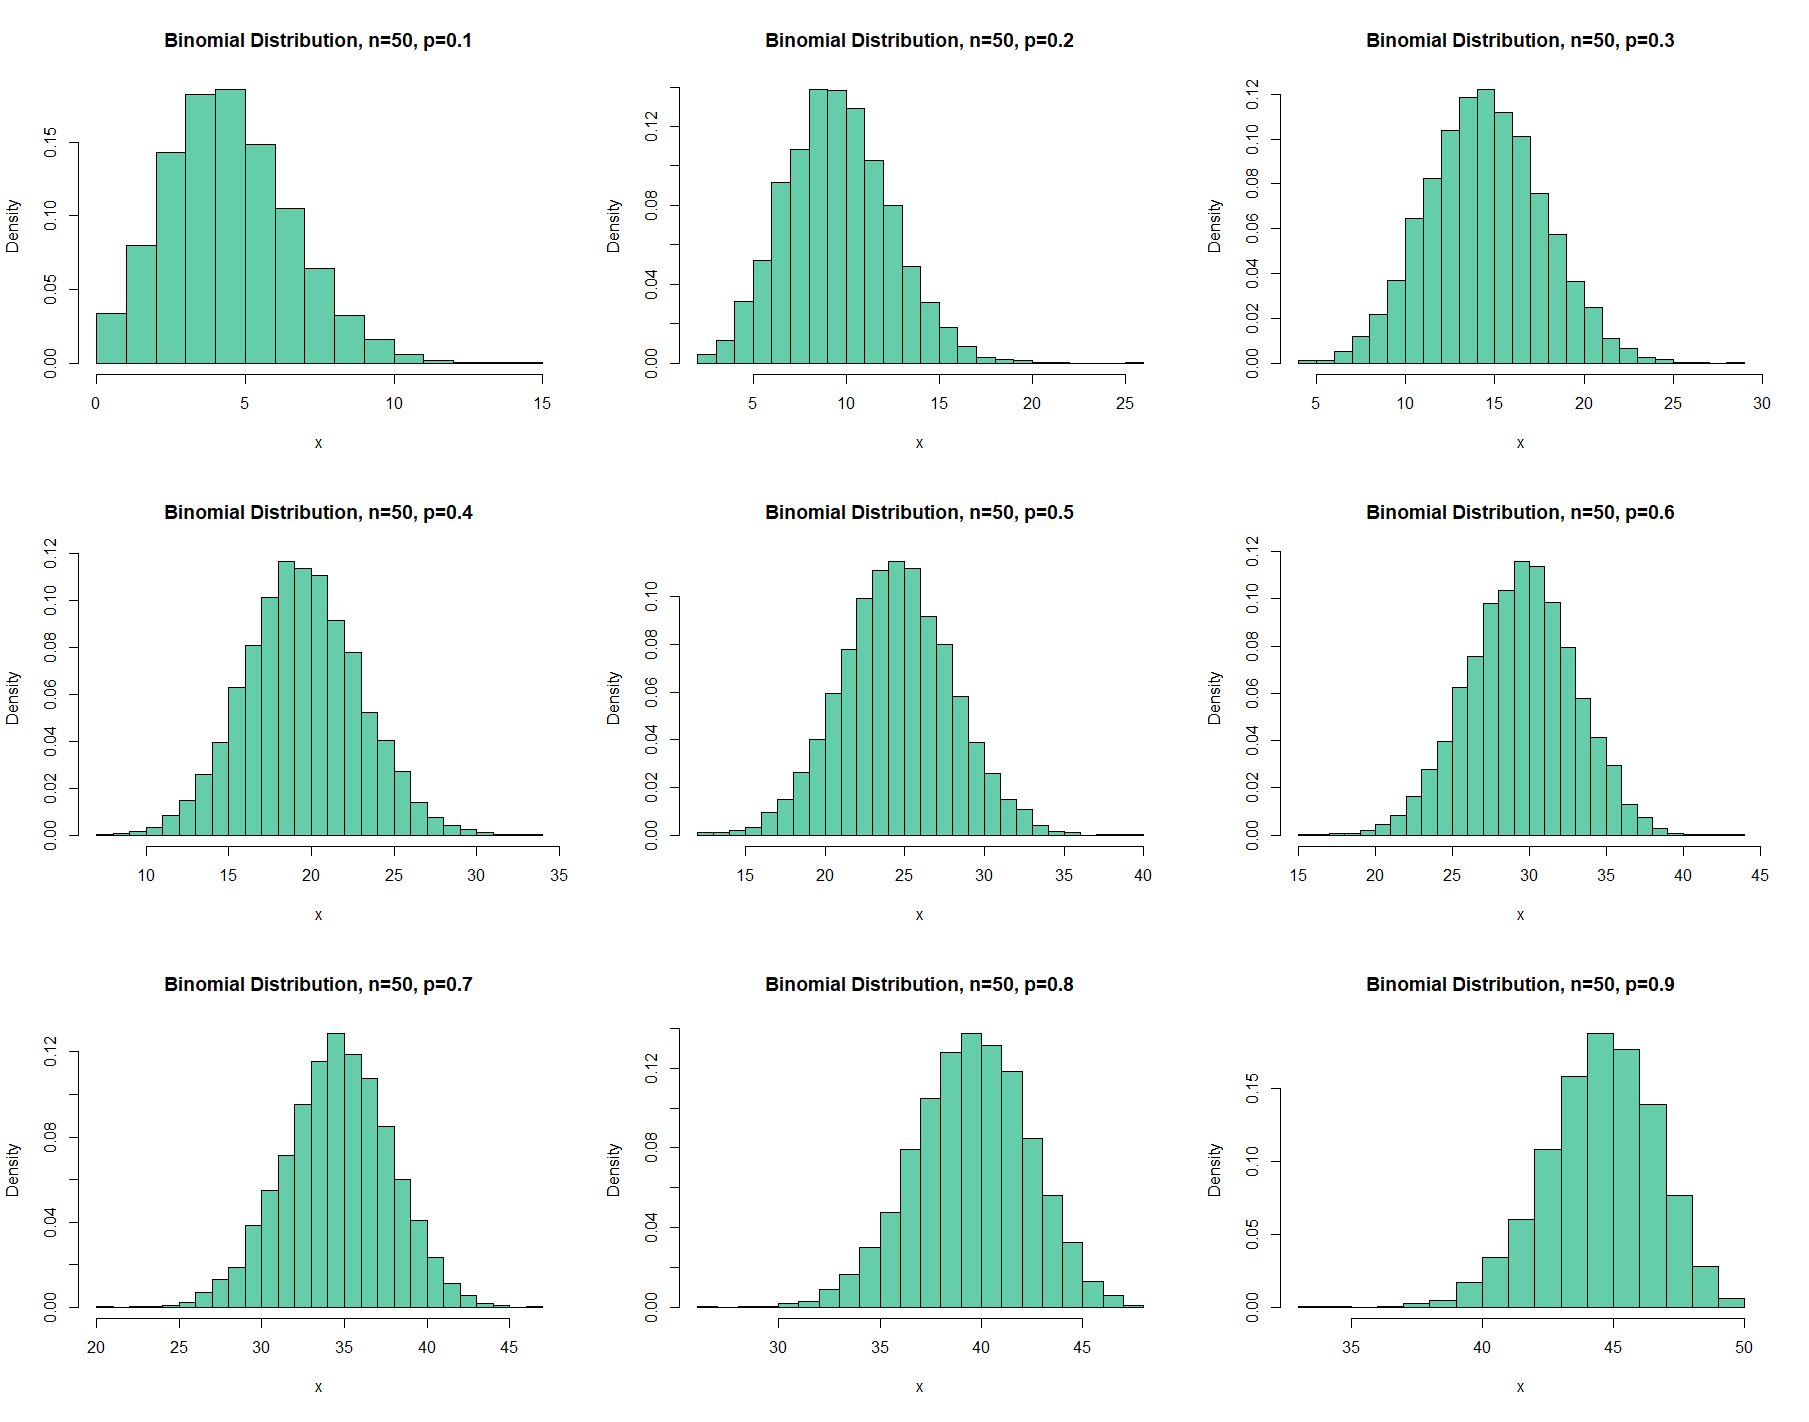 Binomial Distribution, n=50, p=0.1
Density
0.00 0.05 0.10 0.15
0 5 10 15
x
Binomial Distribution, n=50, p=0.2
Density
0.00 0.04 0.08 0.12
5 10 15 20 25
x
Binomial Distribution, n=50, p=0.3
Density
0.00 0.02 0.04 0.06 0.08 0.10 0.12
5 10 15 20 25 30
x
Binomial Distribution, n=50, p=0.4
Density
0.00 0.02 0.04 0.06 0.08 0.10 0.12
10 15 20 25 30 35
x
Binomial Distribution, n=50, p=0.5
Density
0.00 0.02 0.04 0.06 0.08 0.10
15 20 25 30 35 40
x
Binomial Distribution, n=50, p=0.6
Density
0.00 0.02 0.04 0.06 0.08 0.10 0.12
15 20 25 30 35 40 45
x
Binomial Distribution, n=50, p=0.7
Density
0.00 0.04 0.08 0.12
20 25 30 35 40 45
x
Binomial Distribution, n=50, p=0.8
Density
0.00 0.04 0.08 0.12
30 35 40 45
x
Binomial Distribution, n=50, p=0.9
Density
0.00 0.05 0.10 0.15
35 40 45 50
x